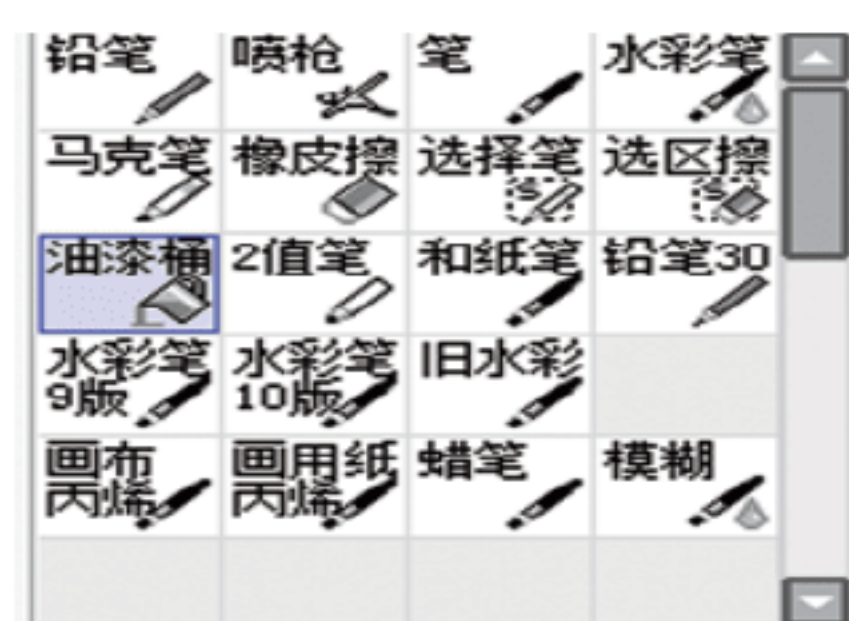 铅笔 喷枪 笔 水彩笔
马克笔 橡皮擦 选择笔 选区擦
油漆桶 2值笔 和纸笔 铅笔30
水彩笔 水彩笔 旧水彩
9版 10版
画布 画用纸 蜡笔 模糊
丙烯 丙烯